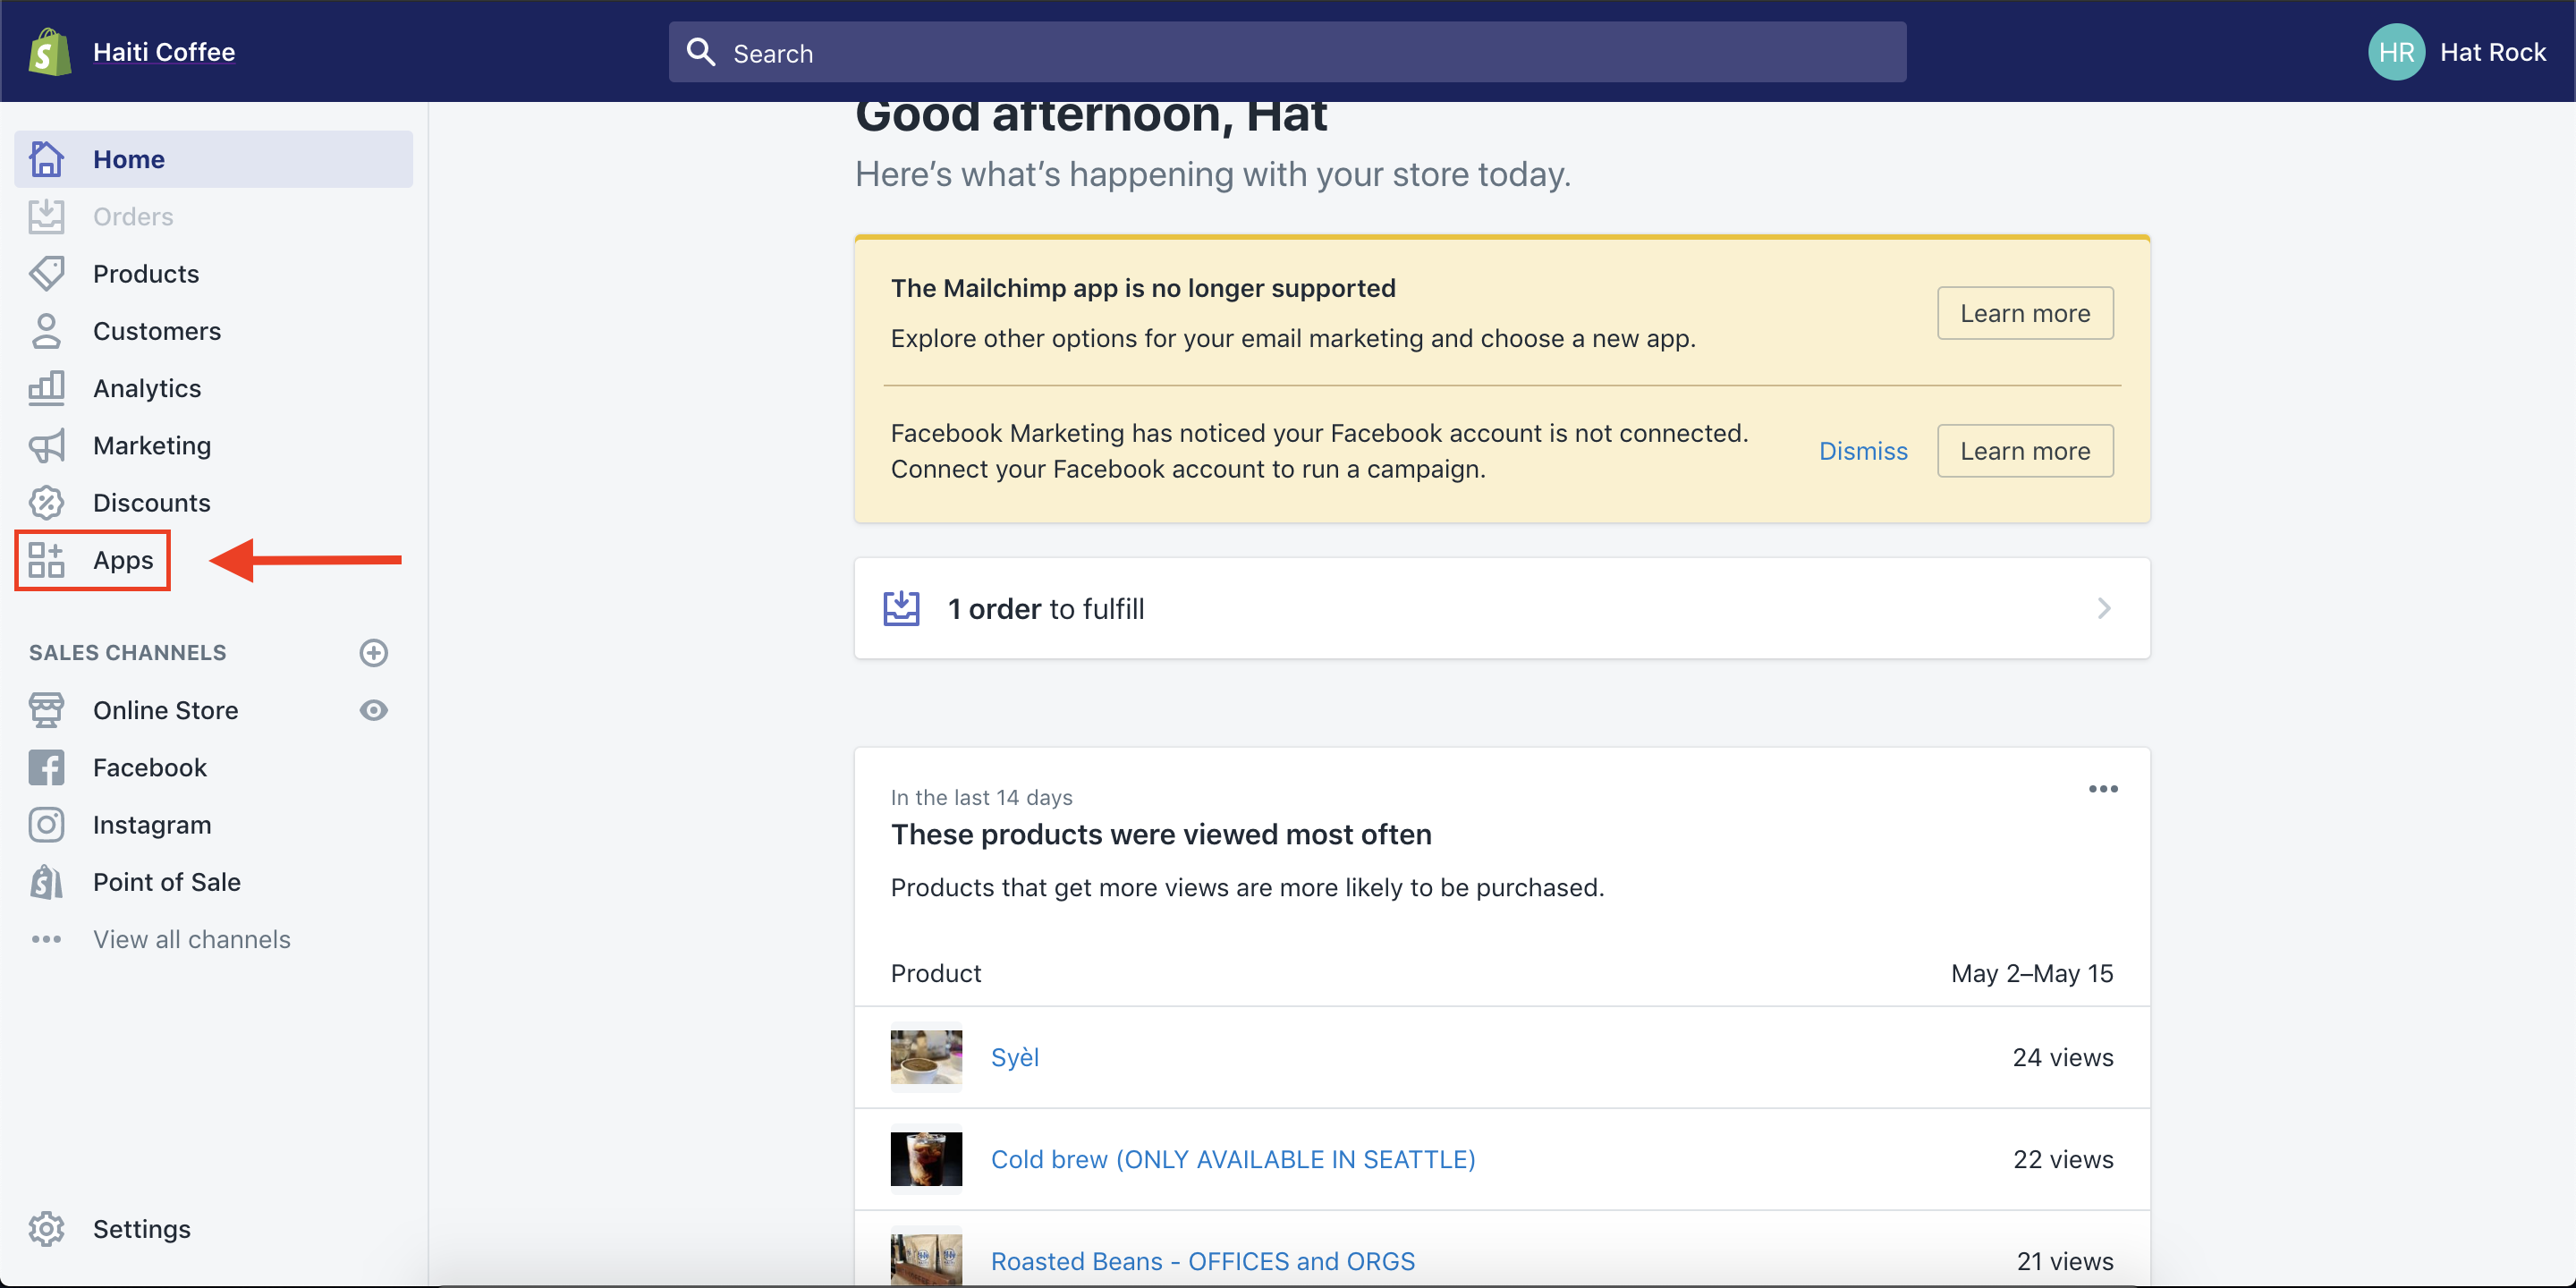 Haiti Coffee
Search
HR
Hat Rock
Home
Orders
Products
Customers
Analytics
Marketing
Discounts
Apps
SALES CHANNELS
Online Store
Facebook
Instagram
Point of Sale
View all channels
Settings
Good afternoon, Hat
Here’s what’s happening with your store today.
The Mailchimp app is no longer supported
Explore other options for your email marketing and choose a new app.
Learn more
Facebook Marketing has noticed your Facebook account is not connected.
Connect your Facebook account to run a campaign.
Dismiss
Learn more
1 order to fulfill
In the last 14 days
These products were viewed most often
Products that get more views are more likely to be purchased.
Product May 2–May 15
Syèl 24 views
Cold brew (ONLY AVAILABLE IN SEATTLE) 22 views
Roasted Beans - OFFICES and ORGS 21 views